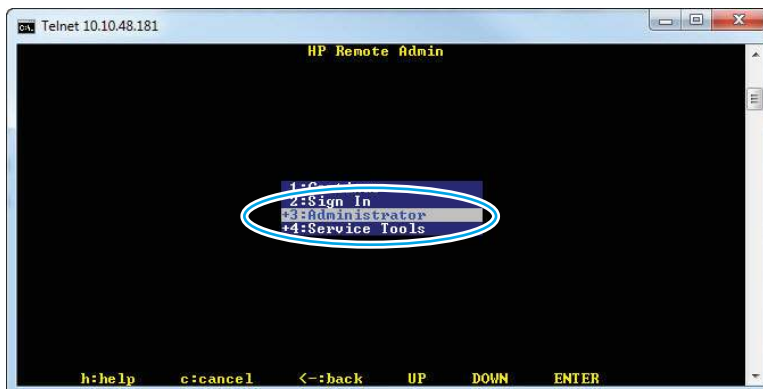 Telnet 10.10.48.181
HP Remote Admin
2:Sign In
+3:Administrator
+4:Service Tools
h:help c:cancel <-:back UP DOWN ENTER